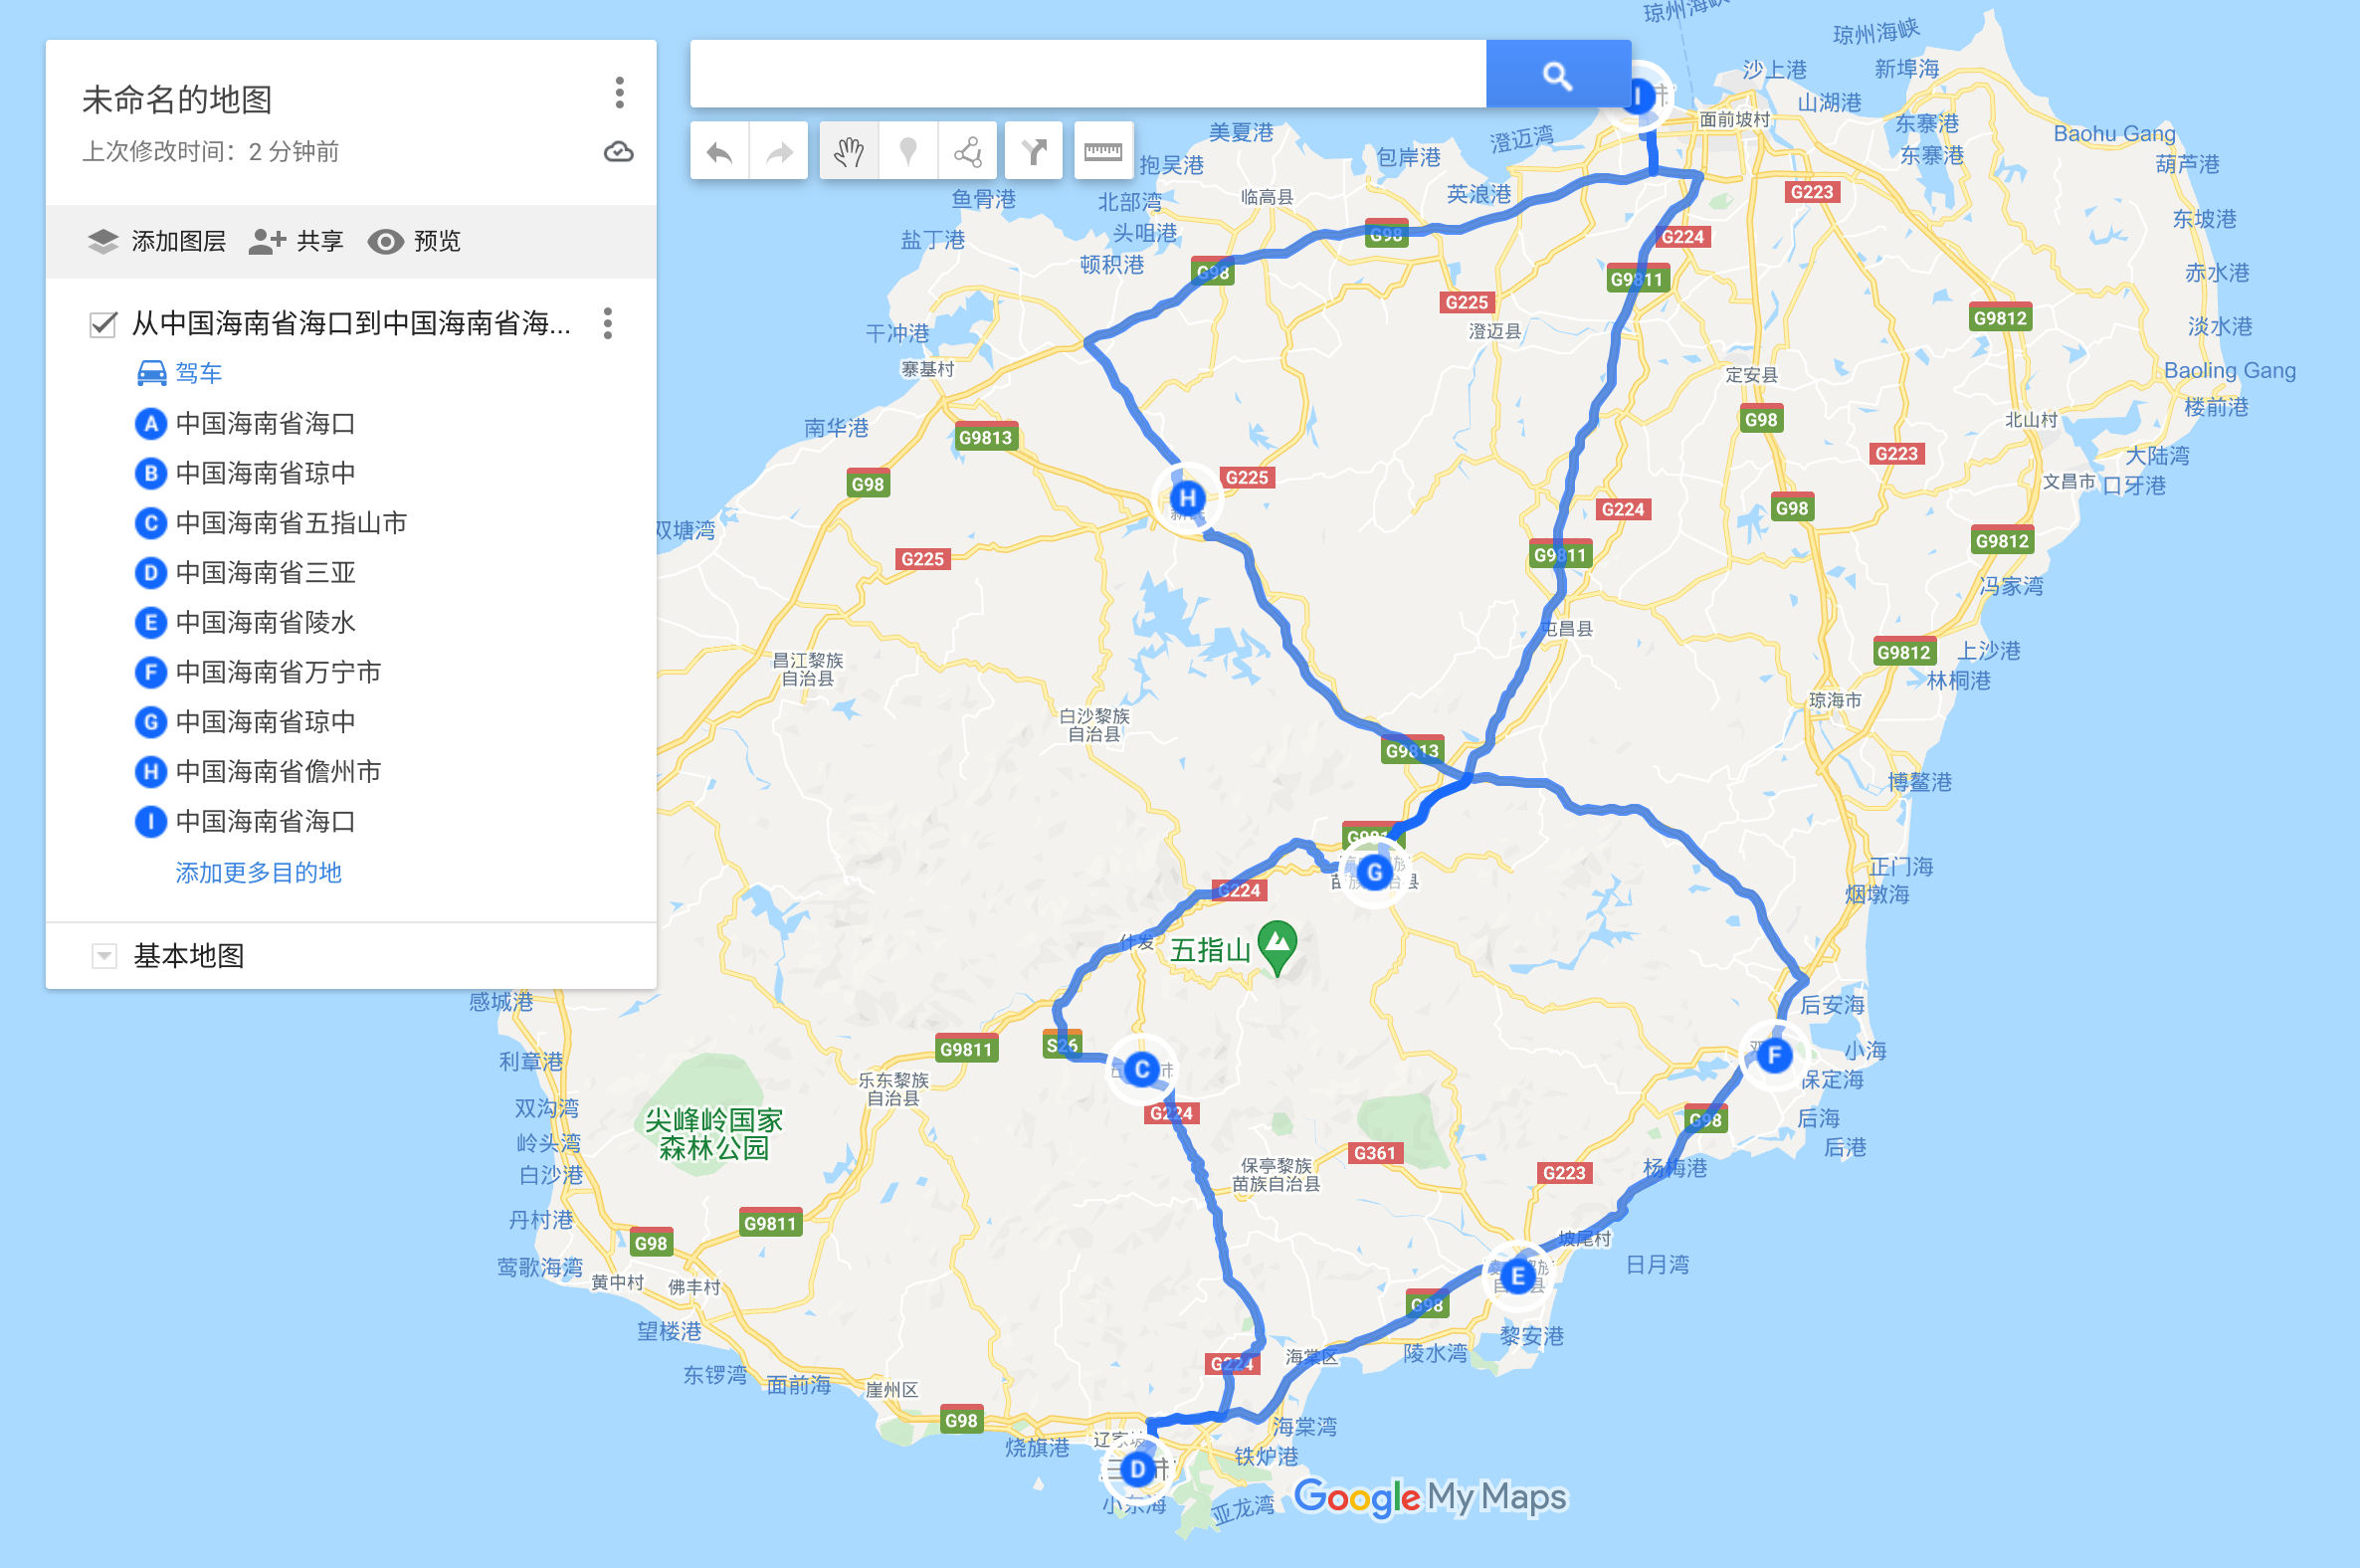 未命名的地图
上次修改时间：2 分钟前
添加图层
共享
预览
从中国海南省海口到中国海南省海...
驾车
A 中国海南省海口
B 中国海南省琼中
C 中国海南省五指山市
D 中国海南省三亚
E 中国海南省陵水
F 中国海南省万宁市
G 中国海南省琼中
H 中国海南省儋州市
I 中国海南省海口
添加更多目的地
基本地图
琼州海峡
琼州海峡
沙上港
新埠海
山湖港
面前坡村
东寨港
东寨港
Baohu Gang
葫芦港
美夏港
抱吴港
包岸港
澄迈湾
英浪港
临高县
北部湾
头咀港
顿积港
鱼骨港
盐丁港
干冲港
寨基村
南华港
双塘湾
G98
G98
G225
G224
G9811
G223
东坡港
赤水港
G9812
淡水港
Baoling Gang
楼前港
澄迈县
定安县
北山村
G9813
G98
G225
H
G225
G98
G223
大陆湾
口牙港
文昌市
G98
G224
G9811
G9812
冯家湾
屯昌县
G9812
上沙港
林桐港
琼海市
昌江黎族
自治县
白沙黎族
自治县
G9813
博鳌港
正门海
烟墩海
G
G224
什发
五指山
后安海
感城港
利章港
双沟湾
岭头湾
白沙港
丹村港
莺歌海湾
G9811
S26
C
G224
F
小海
保定海
后海
后港
G98
杨梅港
乐东黎族
自治县
尖峰岭国家
森林公园
保亭黎族
苗族自治县
G361
G223
坡尾村
日月湾
G9811
G98
黄中村
佛丰村
望楼港
东锣湾
面前海
崖州区
E
G98
黎安港
陵水湾
海棠区
G224
G98
烧旗港
D
小东海
海棠湾
铁炉港
亚龙湾
I
Google My Maps